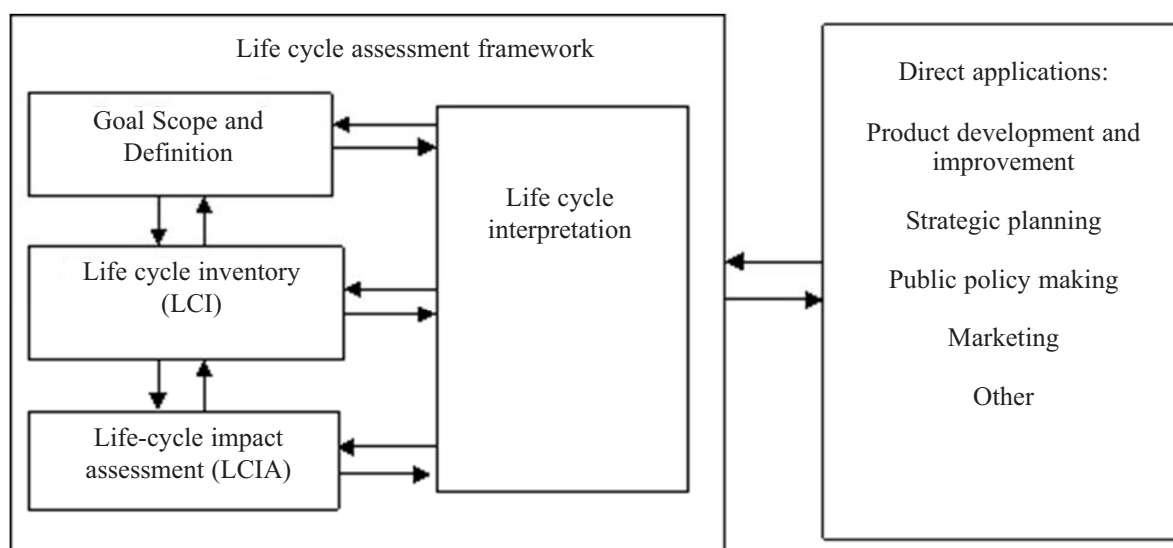 Life cycle assessment framework
Goal Scope and
Definition
Life cycle inventory
(LCI)
Life-cycle impact
assessment (LCIA)
Life cycle
interpretation
Direct applications:
Product development and
improvement
Strategic planning
Public policy making
Marketing
Other